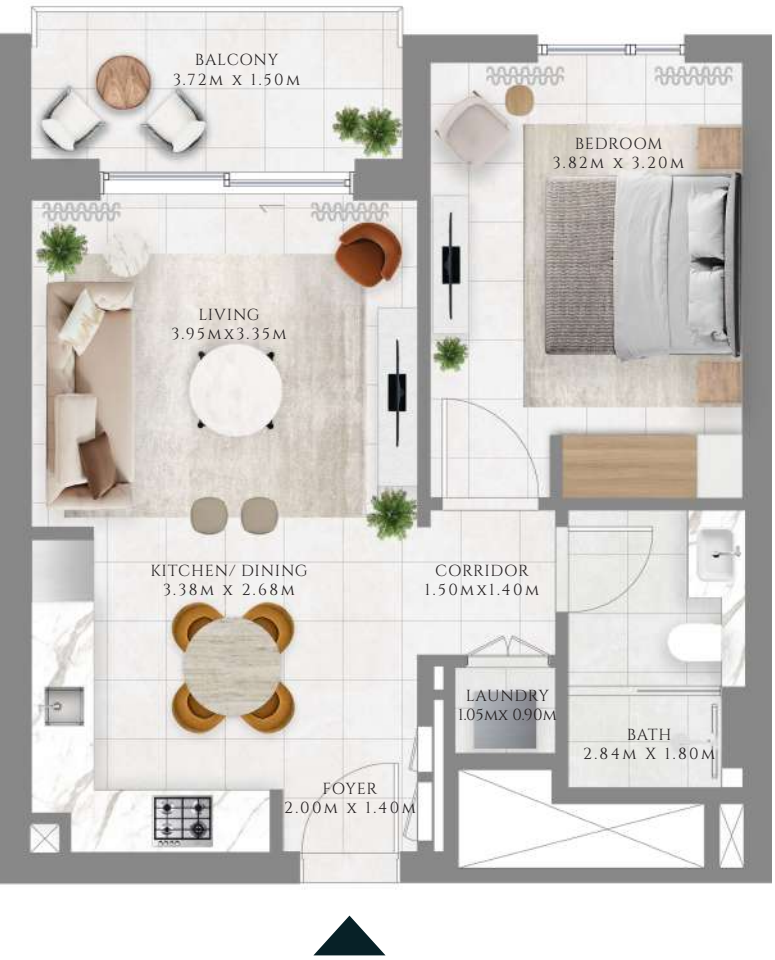 BALCONY
3.72M X 1.50M
BEDROOM
3.82M X 3.20M
LIVING
3.95MX3.35M
KITCHEN/ DINING
3.38M X 2.68M
CORRIDOR
1.50MX1.40M
LAUNDRY
1.05MX 0.90M
BATH
2.84M X 1.80M
FOYER
2.00M X 1.40M